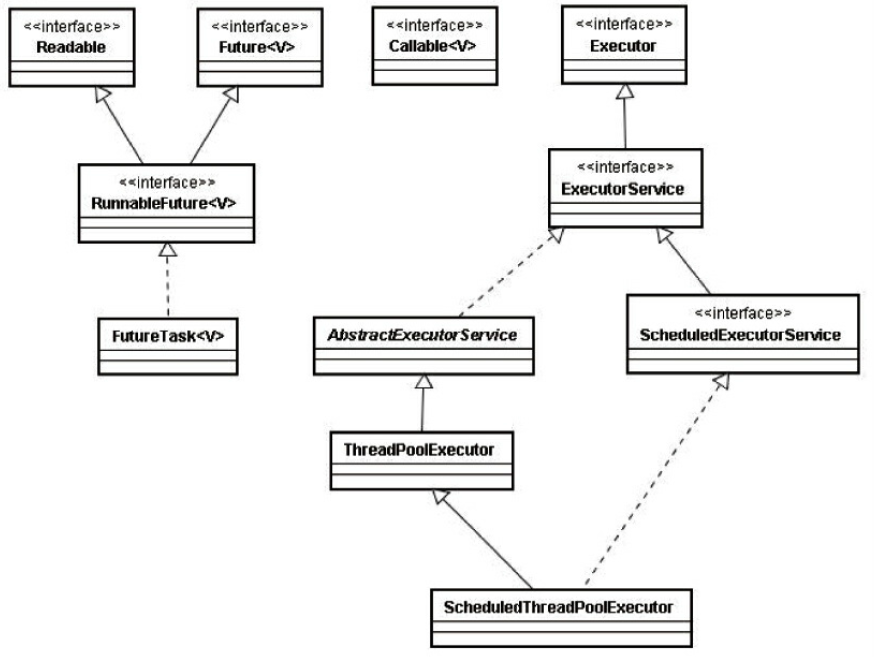 <<interface>>
Readable
<<interface>>
Future<V>
<<interface>>
Callable<V>
<<interface>>
Executor
<<interface>>
RunnableFuture<V>
<<interface>>
ExecutorService
FutureTask<V>
AbstractExecutorService
<<interface>>
ScheduledExecutorService
ThreadPoolExecutor
ScheduledThreadPoolExecutor